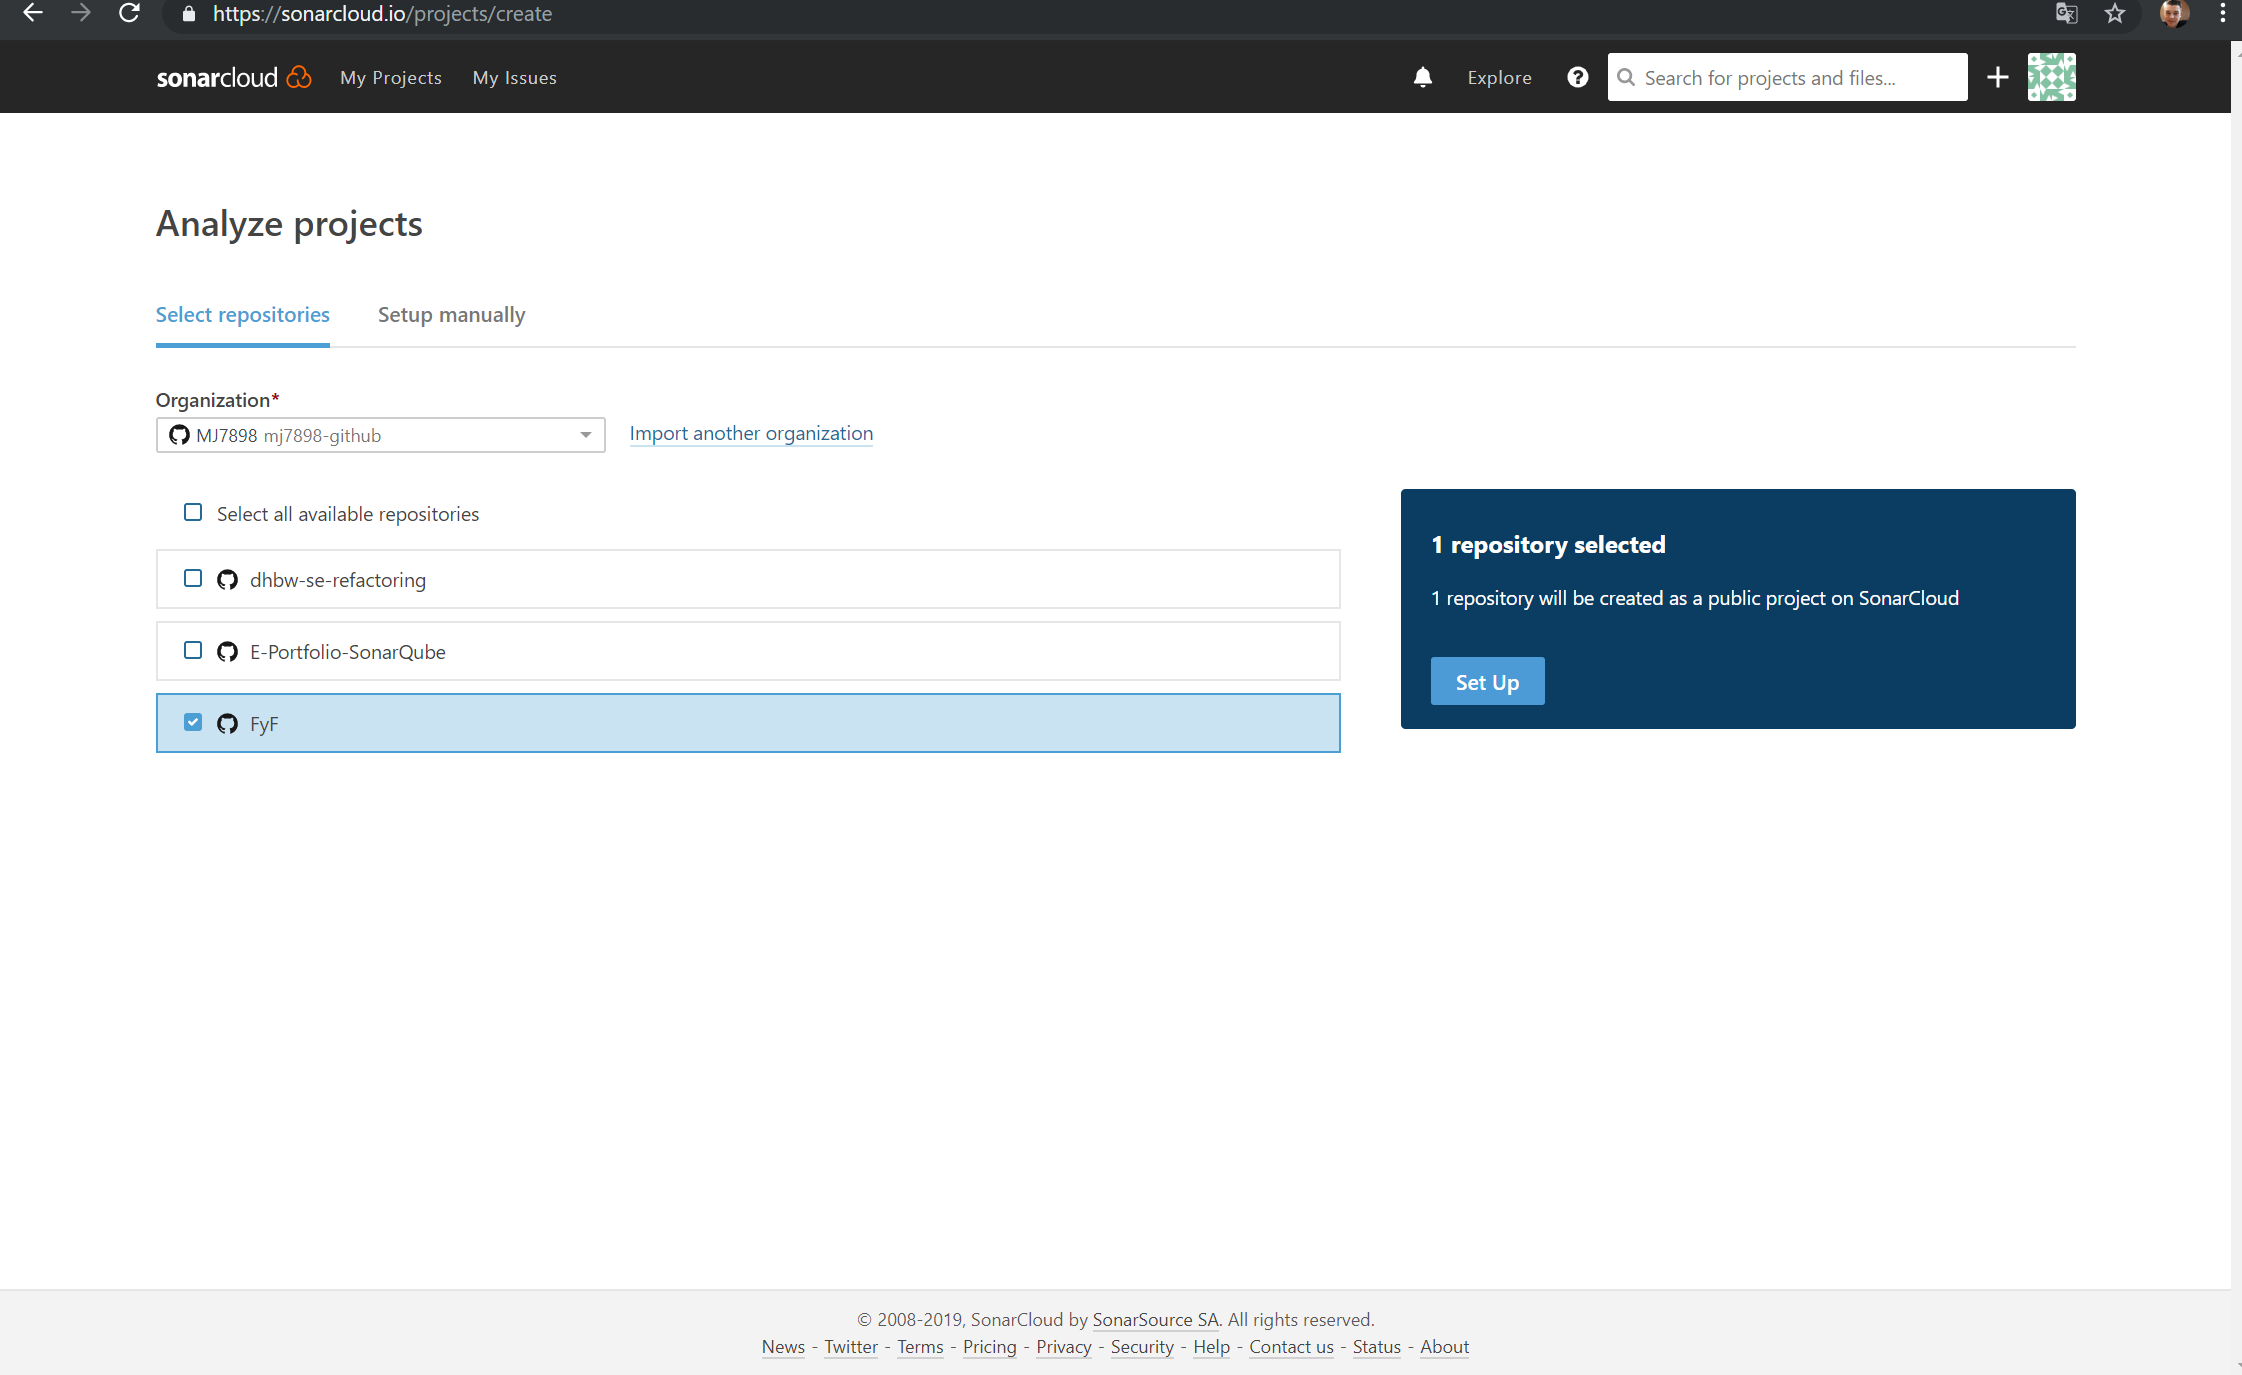 https://sonarcloud.io/projects/create
sonarcloud My Projects My Issues Explore Search for projects and files...
Analyze projects
Select repositories Setup manually
Organization*
MJ7898 mj7898-github Import another organization
Select all available repositories
dhbw-se-refactoring
E-Portfolio-SonarQube
FyF
1 repository selected
1 repository will be created as a public project on SonarCloud
Set Up
© 2008-2019, SonarCloud by SonarSource SA. All rights reserved.
News - Twitter - Terms - Pricing - Privacy - Security - Help - Contact us - Status - About